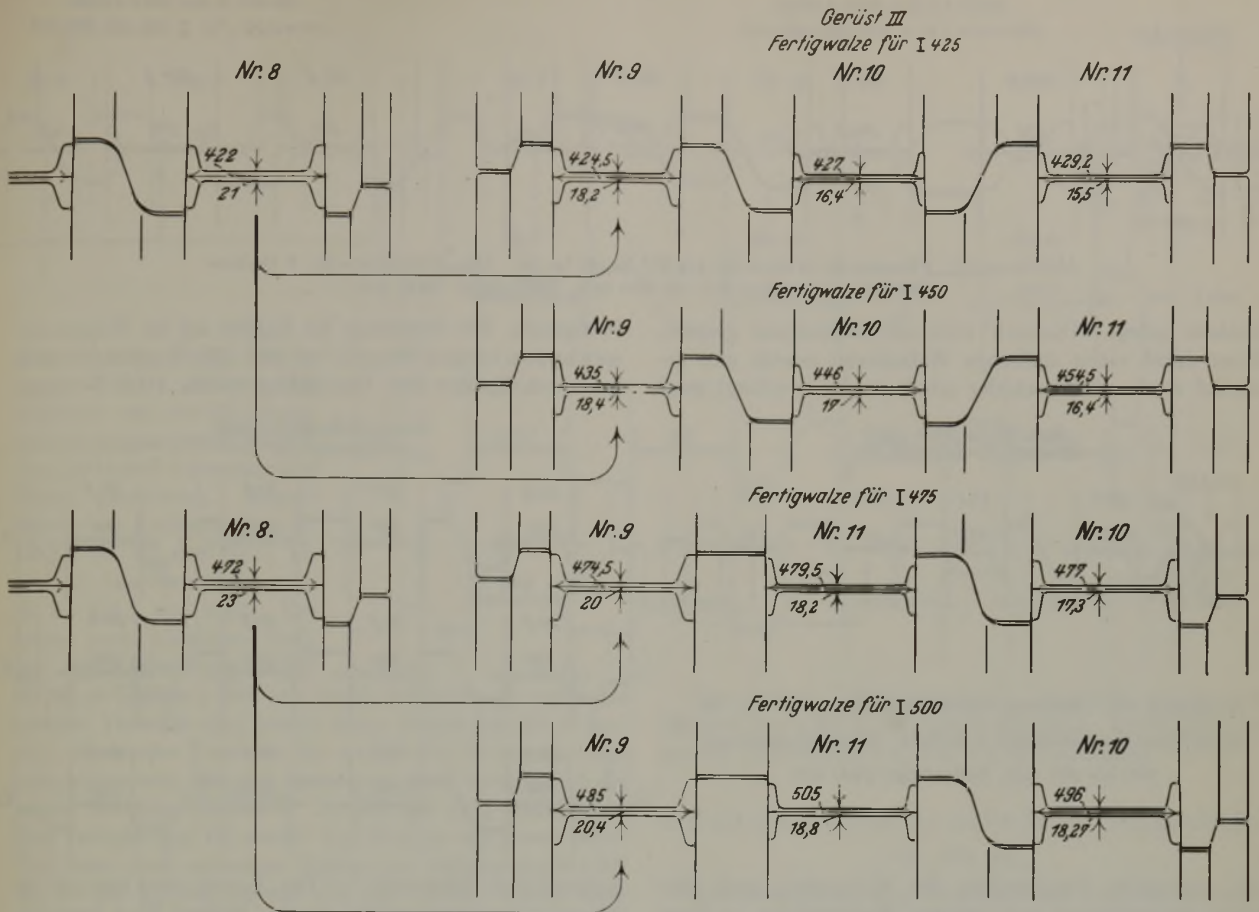 Gerüst III
Fertigwalze für I 425
Nr. 8 Nr. 9 Nr. 10 Nr. 11
422 424,5 427 429,2
21 18,2 16,4 15,5
Fertigwalze für I 450
Nr. 9 Nr. 10 Nr. 11
435 446 454,5
18,4 17 16,4
Fertigwalze für I 475
Nr. 8. Nr. 9 Nr. 11 Nr. 10
472 474,5 479,5 477
23 20 18,2 17,3
Fertigwalze für I 500
Nr. 9 Nr. 11 Nr. 10
485 505 496
20,4 18,8 18,27